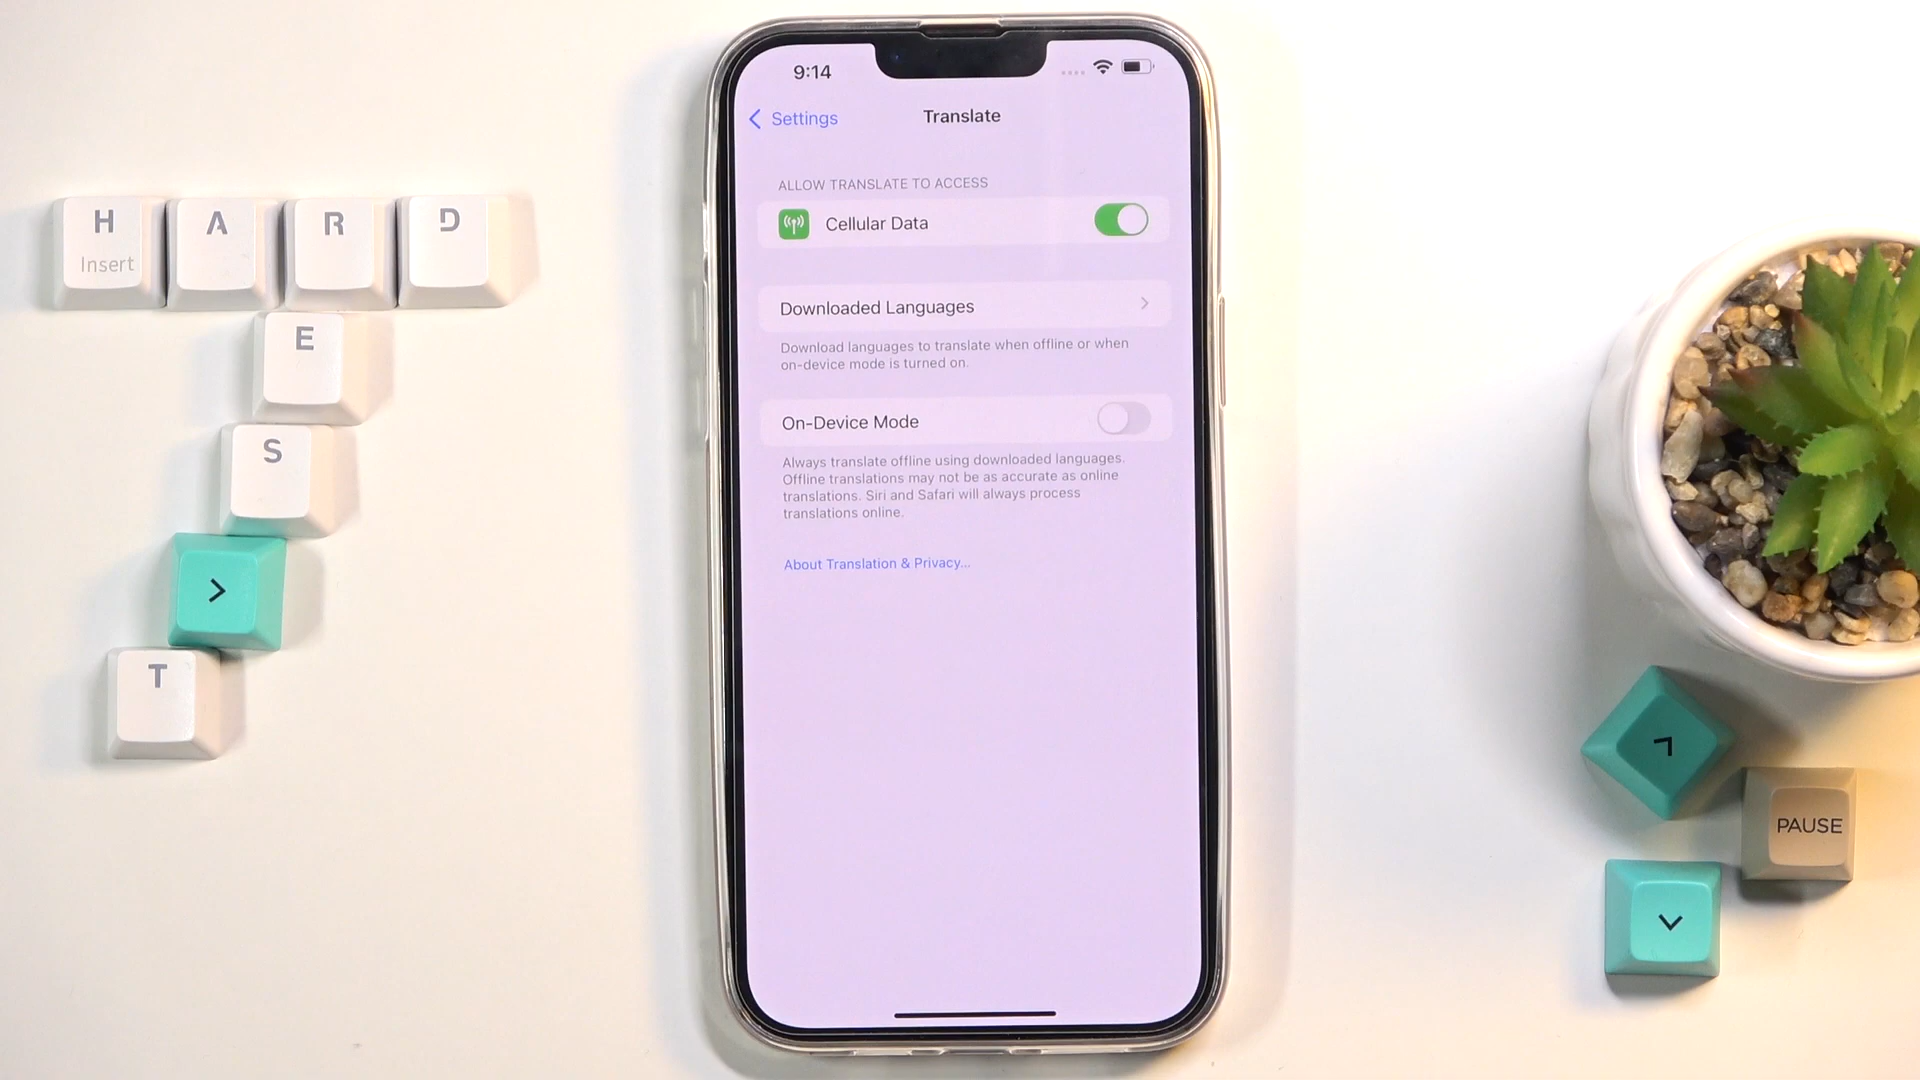 H A R D
Insert
E
S
>
T
9:14
Settings
Translate
ALLOW TRANSLATE TO ACCESS
Cellular Data
Downloaded Languages
Download languages to translate when offline or when
on-device mode is turned on.
On-Device Mode
Always translate offline using downloaded languages.
Offline translations may not be as accurate as online
translations. Siri and Safari will always process
translations online.
About Translation & Privacy...
PAUSE